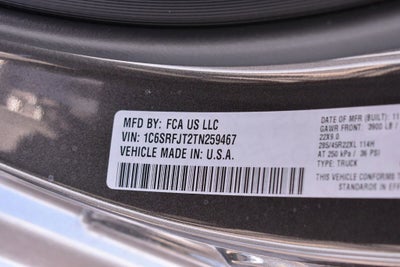 MFD BY: FCA US LLC
VIN: 1C6SRFJT2TN259467
VEHICLE MADE IN: U.S.A.
DATE OF MFR (BUILT): 11
GAWR FRONT: 3900 LB /
22X9.0
285/45R22XL 114H
AT 250 kPa / 36 PSI
TYPE: TRUCK
THIS VEHICLE CONFORMS
STANDARDS IN EFFE